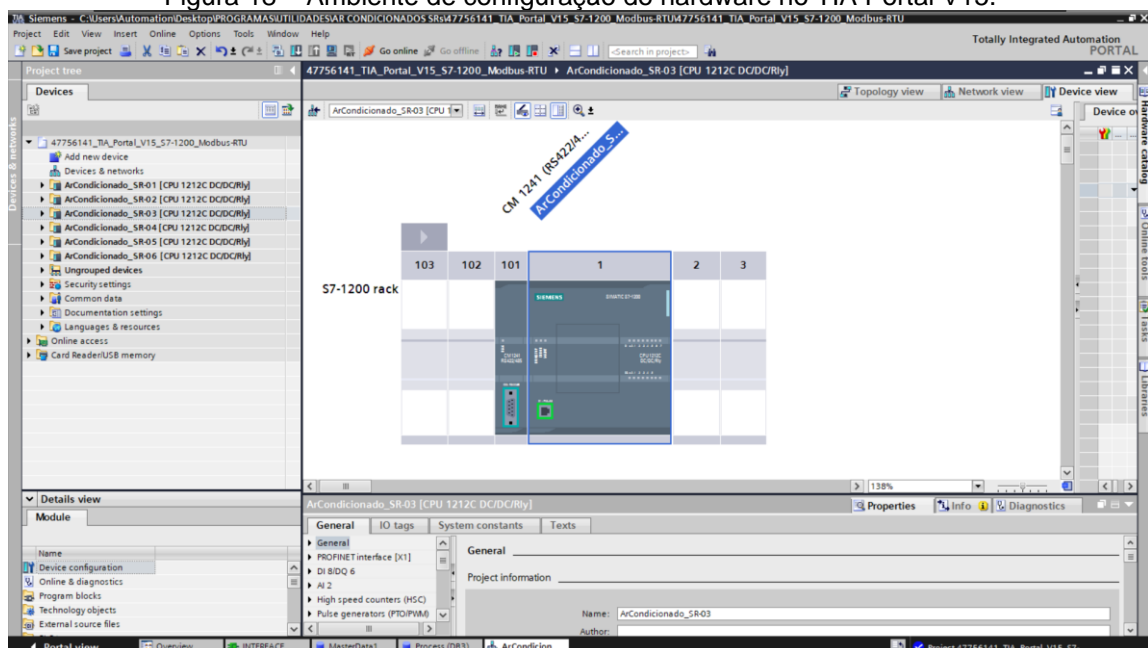 Figura 18 – Ambiente de configuração do hardware no TIA Portal V15.
Siemens - C:\Users\Automation\Desktop\PROGRAMAS\UTILIDADES\AR CONDICIONADOS SRs\47756141_TIA_Portal_V15_S7-1200_Modbus-RTU\47756141_TIA_Portal_V15_S7-1200_Modbus-RTU
Project Edit View Insert Online Options Tools Window Help
Totally Integrated Automation
PORTAL
Save project
Go online
Go offline
<Search in project>
Project tree
47756141_TIA_Portal_V15_S7-1200_Modbus-RTU
ArCondicionado_SR-03 [CPU 1212C DC/DC/Rly]
Devices
Topology view
Network view
Device view
ArCondicionado_SR-03 [CPU 1
Device ov
Devices & networks
Hardware catalog
Online tools
Tasks
Libraries
47756141_TIA_Portal_V15_S7-1200_Modbus-RTU
Add new device
Devices & networks
ArCondicionado_SR-01 [CPU 1212C DC/DC/Rly]
ArCondicionado_SR-02 [CPU 1212C DC/DC/Rly]
ArCondicionado_SR-03 [CPU 1212C DC/DC/Rly]
ArCondicionado_SR-04 [CPU 1212C DC/DC/Rly]
ArCondicionado_SR-05 [CPU 1212C DC/DC/Rly]
ArCondicionado_SR-06 [CPU 1212C DC/DC/Rly]
Ungrouped devices
Security settings
Common data
Documentation settings
Languages & resources
Online access
Card Reader/USB memory
CM 1241 (RS422/4...
ArCondicionado_S...
103 102 101 1 2 3
S7-1200 rack
SIEMENS
SIMATIC S7-1200
138%
Details view
Module
Name
Device configuration
Online & diagnostics
Program blocks
Technology objects
External source files
ArCondicionado_SR-03 [CPU 1212C DC/DC/Rly]
Properties
Info
Diagnostics
General IO tags System constants Texts
General
PROFINET interface [X1]
DI 8/DQ 6
AI 2
High speed counters (HSC)
Pulse generators (PTO/PWM)
General
Project information
Name: ArCondicionado_SR-03
Author:
Portal view
Overview
INTERFACE
MasterData1
Process (DB3)
ArCondicion...
Project 47756141_TIA_Portal_V15_S7-